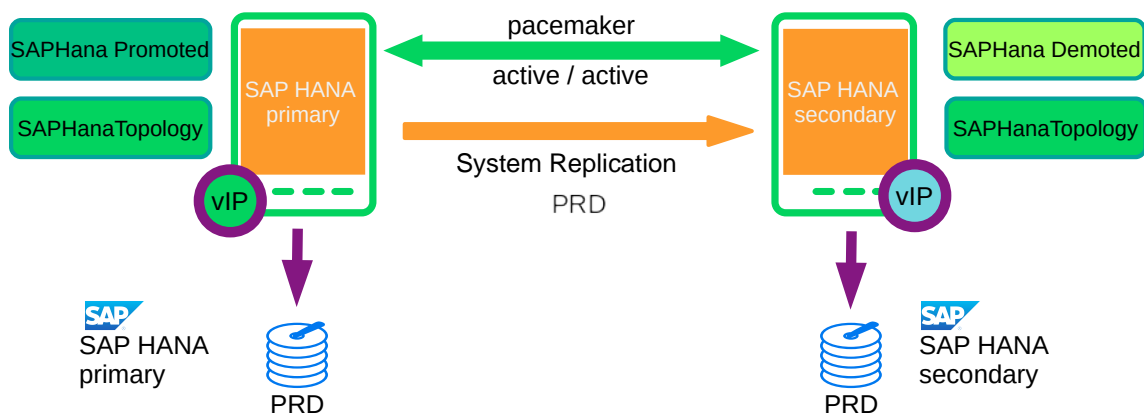 SAPHana Promoted
SAPHanaTopology
SAP HANA
primary
vIP
pacemaker
active / active
System Replication
PRD
SAP HANA
secondary
vIP
SAPHana Demoted
SAPHanaTopology
SAP
SAP HANA
primary
PRD
PRD
SAP
SAP HANA
secondary